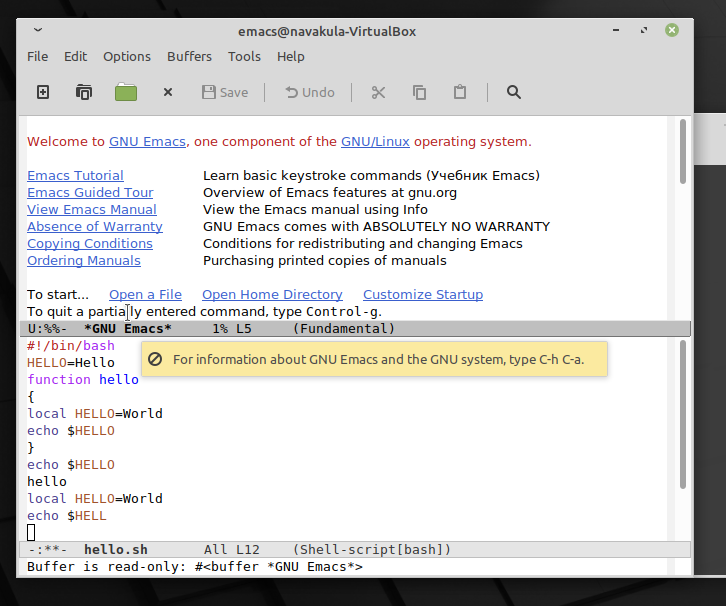 emacs@navakula-VirtualBox
File Edit Options Buffers Tools Help
Save Undo
Welcome to GNU Emacs, one component of the GNU/Linux operating system.
Emacs Tutorial Learn basic keystroke commands (Учебник Emacs)
Emacs Guided Tour Overview of Emacs features at gnu.org
View Emacs Manual View the Emacs manual using Info
Absence of Warranty GNU Emacs comes with ABSOLUTELY NO WARRANTY
Copying Conditions Conditions for redistributing and changing Emacs
Ordering Manuals Purchasing printed copies of manuals
To start... Open a File Open Home Directory Customize Startup
To quit a partially entered command, type Control-g.
U:%%- *GNU Emacs* 1% L5 (Fundamental)
#!/bin/bash
HELLO=Hello
For information about GNU Emacs and the GNU system, type C-h C-a.
function hello
{
local HELLO=World
echo $HELLO
}
echo $HELLO
hello
local HELLO=World
echo $HELL
-:**- hello.sh All L12 (Shell-script[bash])
Buffer is read-only: #<buffer *GNU Emacs*>